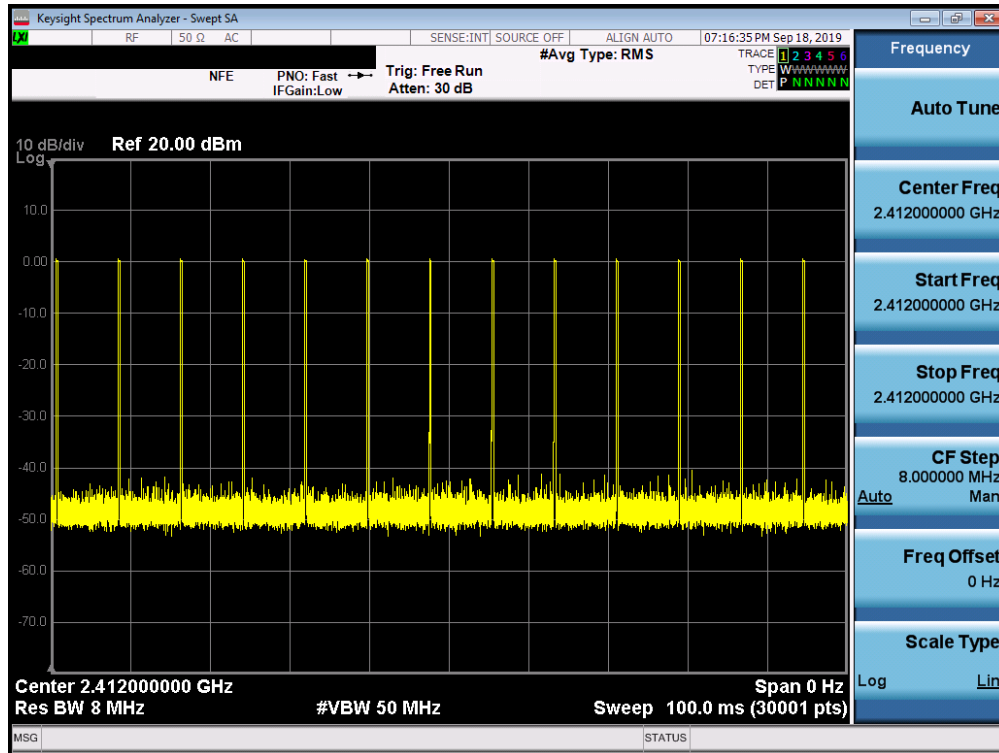 Keysight Spectrum Analyzer - Swept SA
LXI RF 50 Ω AC SENSE:INT SOURCE OFF ALIGN AUTO 07:16:35 PM Sep 18, 2019
#Avg Type: RMS
TRACE 1 2 3 4 5 6
NFE PNO: Fast Trig: Free Run TYPE WWWWWWW
IFGain:Low Atten: 30 dB DET P N N N N N
10 dB/div Ref 20.00 dBm
Log
10.0
0.00
-10.0
-20.0
-30.0
-40.0
-50.0
-60.0
-70.0
Center 2.412000000 GHz Span 0 Hz
Res BW 8 MHz #VBW 50 MHz Sweep 100.0 ms (30001 pts)
MSG STATUS
Frequency
Auto Tune
Center Freq
2.412000000 GHz
Start Freq
2.412000000 GHz
Stop Freq
2.412000000 GHz
CF Step
8.000000 MHz
Auto Man
Freq Offset
0 Hz
Scale Type
Log Lin